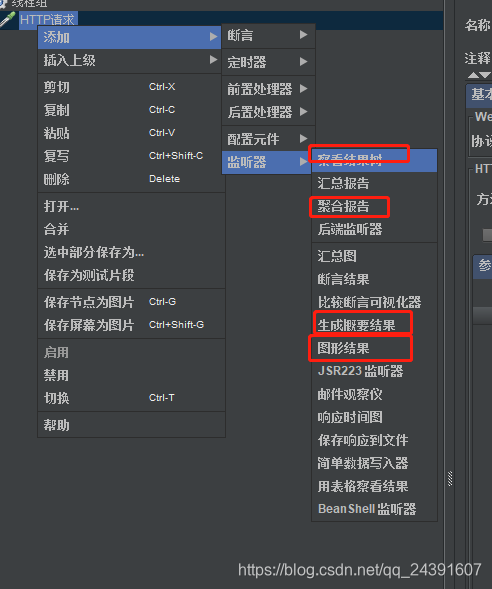 线程组
HTTP请求
添加
插入上级
剪切 Ctrl-X
复制 Ctrl-C
粘贴 Ctrl-V
复写 Ctrl+Shift-C
删除 Delete
打开...
合并
选中部分保存为...
保存为测试片段
保存节点为图片 Ctrl-G
保存屏幕为图片 Ctrl+Shift-G
启用
禁用
切换 Ctrl-T
帮助
断言
定时器
前置处理器
后置处理器
配置元件
监听器
察看结果树
汇总报告
聚合报告
后端监听器
汇总图
断言结果
比较断言可视化器
生成概要结果
图形结果
JSR223 监听器
邮件观察仪
响应时间图
保存响应到文件
简单数据写入器
用表格察看结果
BeanShell 监听器
名称
注释
基本
We
协议
HT
方
参
https://blog.csdn.net/qq_24391607